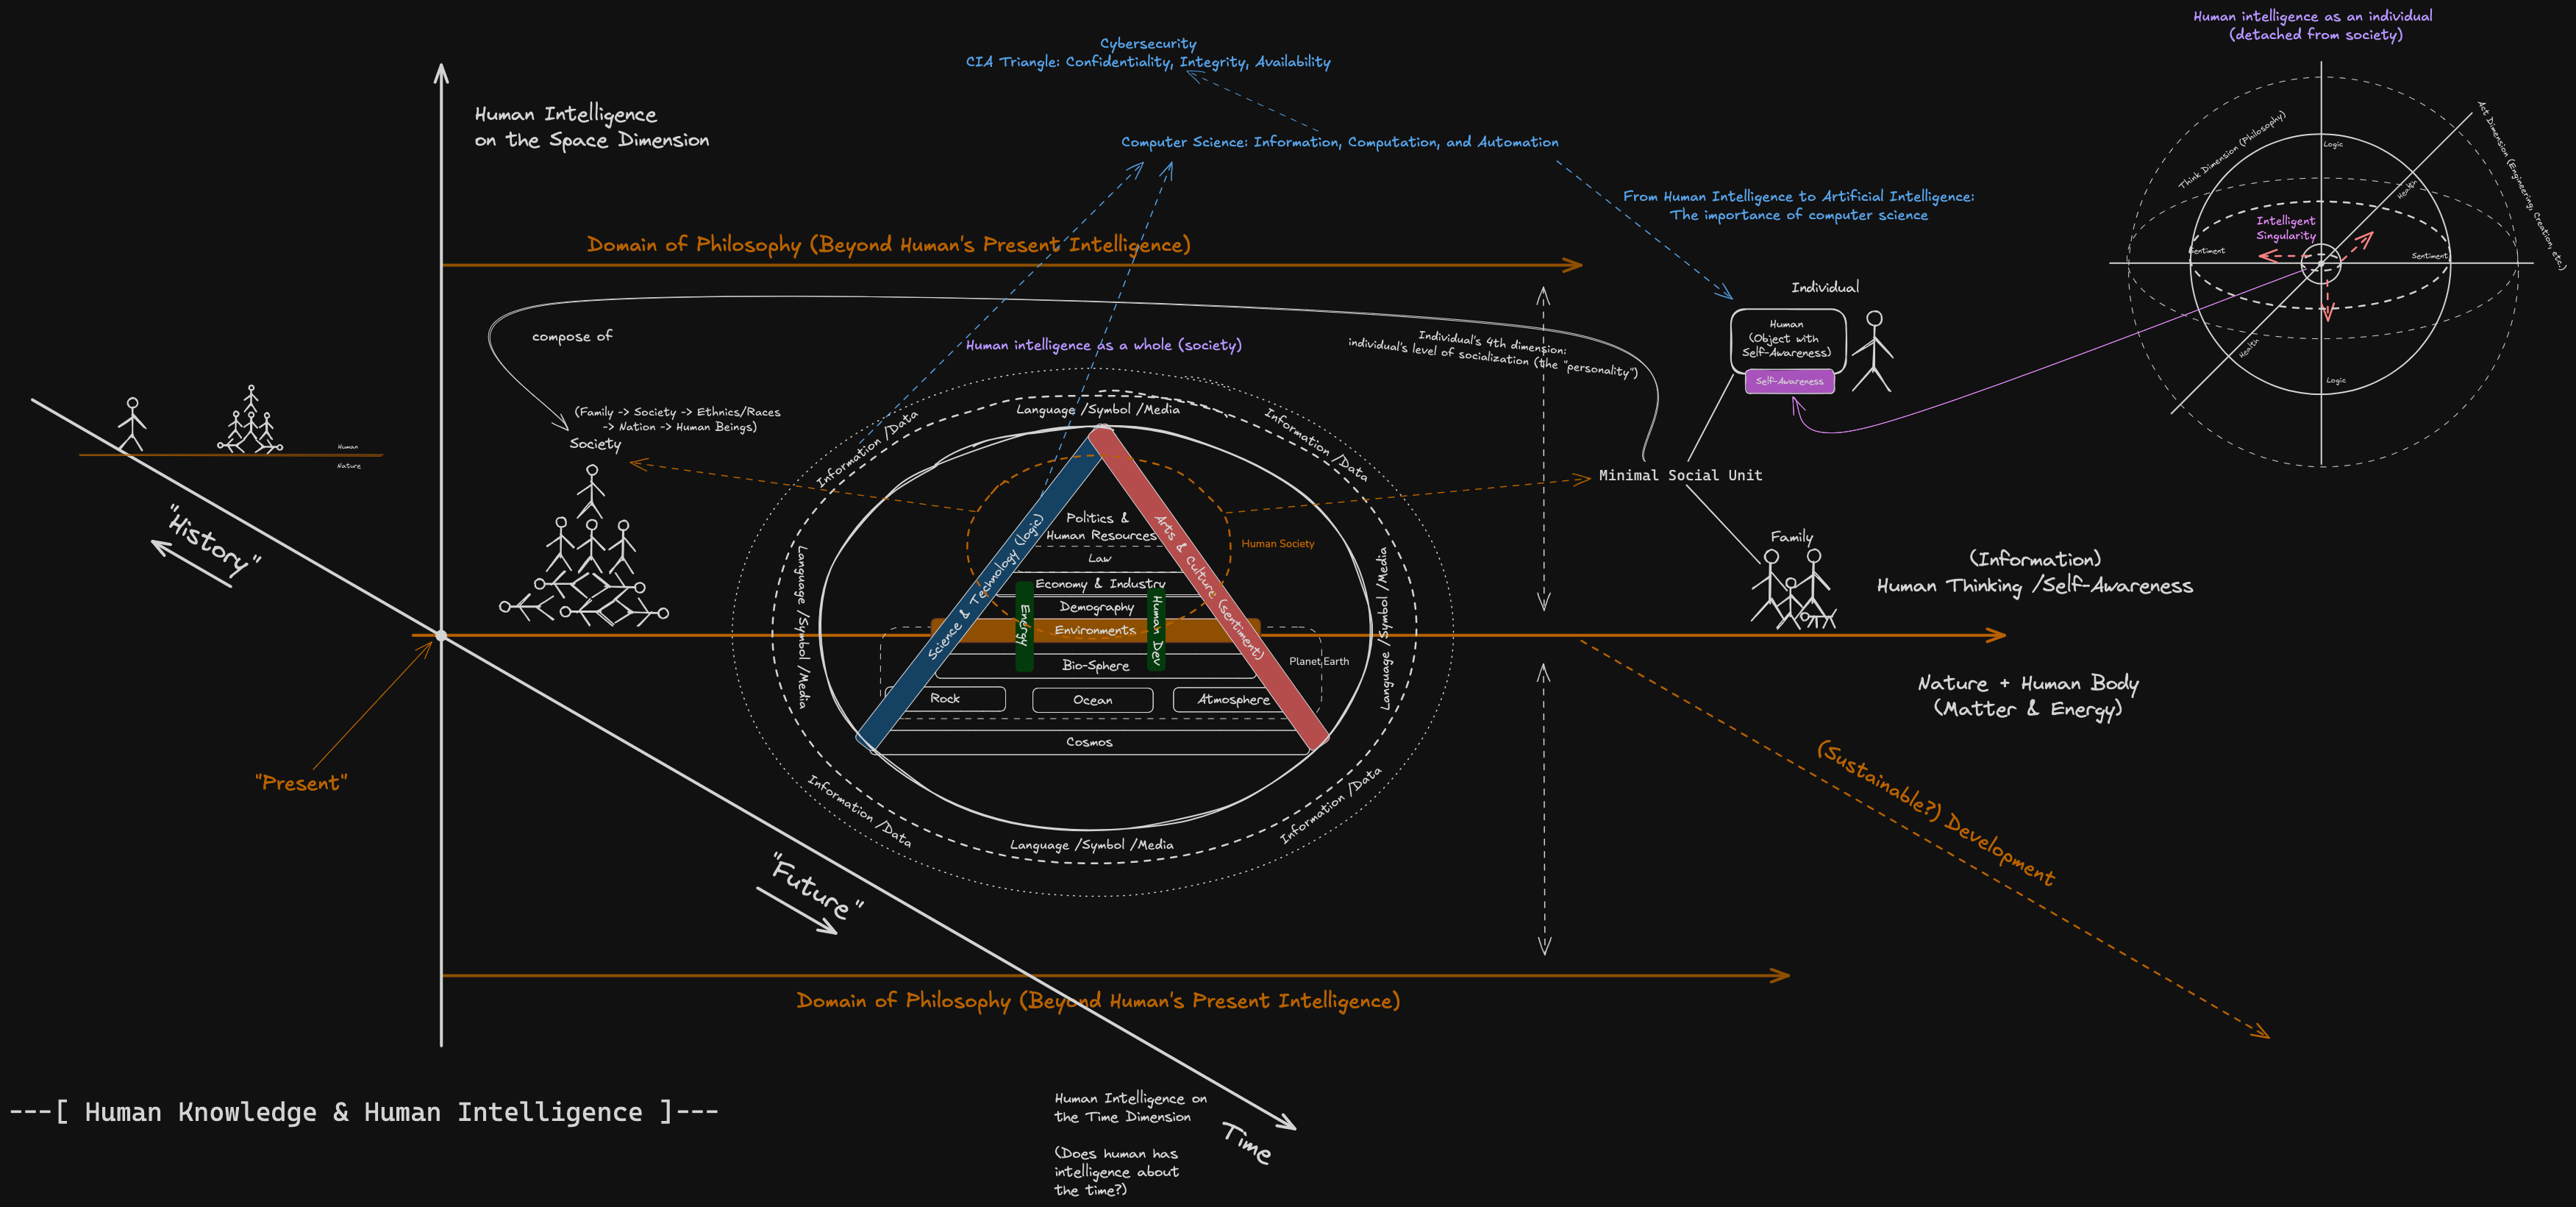 Human intelligence as an individual
(detached from society)
Cybersecurity
CIA Triangle: Confidentiality, Integrity, Availability
Human Intelligence
on the Space Dimension
Computer Science: Information, Computation, and Automation
From Human Intelligence to Artificial Intelligence:
The importance of computer science
Think Dimension (Philosophy)
Act Dimension (Engineering, Creation, etc.)
Logic
Health
Intelligent
Singularity
Sentiment
Sentiment
Health
Logic
Domain of Philosophy (Beyond Human's Present Intelligence)
Individual
Human
(Object with
Self-Awareness)
Self-Awareness
compose of
Human intelligence as a whole (society)
Individual's 4th dimension:
individual's level of socialization (the "personality")
(Family -> Society -> Ethnics/Races
-> Nation -> Human Beings)
Society
Human
Nature
Language /Symbol /Media
Information /Data
Information /Data
Minimal Social Unit
"History"
Politics &
Human Resources
Law
Economy & Industry
Demography
Environments
Bio-Sphere
Rock
Ocean
Atmosphere
Cosmos
Science & Technology (logic)
Arts & Culture (sentiment)
Energy
Human Dev
Human Society
Planet Earth
Language /Symbol /Media
Language /Symbol /Media
Family
(Information)
Human Thinking /Self-Awareness
Nature + Human Body
(Matter & Energy)
"Present"
Information /Data
Information /Data
Language /Symbol /Media
(Sustainable?) Development
"Future"
Domain of Philosophy (Beyond Human's Present Intelligence)
---[ Human Knowledge & Human Intelligence ]---
Human Intelligence on
the Time Dimension
(Does human has
intelligence about
the time?)
Time